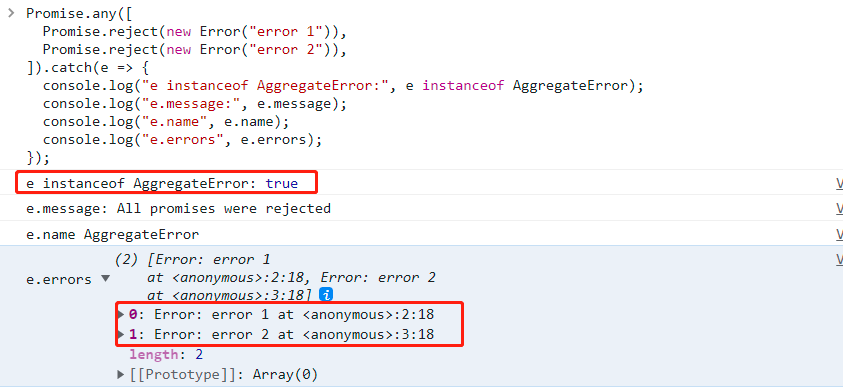 Promise.any([
Promise.reject(new Error("error 1")),
Promise.reject(new Error("error 2")),
]).catch(e => {
console.log("e instanceof AggregateError:", e instanceof AggregateError);
console.log("e.message:", e.message);
console.log("e.name", e.name);
console.log("e.errors", e.errors);
});
e instanceof AggregateError: true
V
e.message: All promises were rejected
V
e.name AggregateError
V
e.errors
(2) [Error: error 1
at <anonymous>:2:18, Error: error 2
at <anonymous>:3:18]
V
0: Error: error 1 at <anonymous>:2:18
1: Error: error 2 at <anonymous>:3:18
length: 2
[[Prototype]]: Array(0)